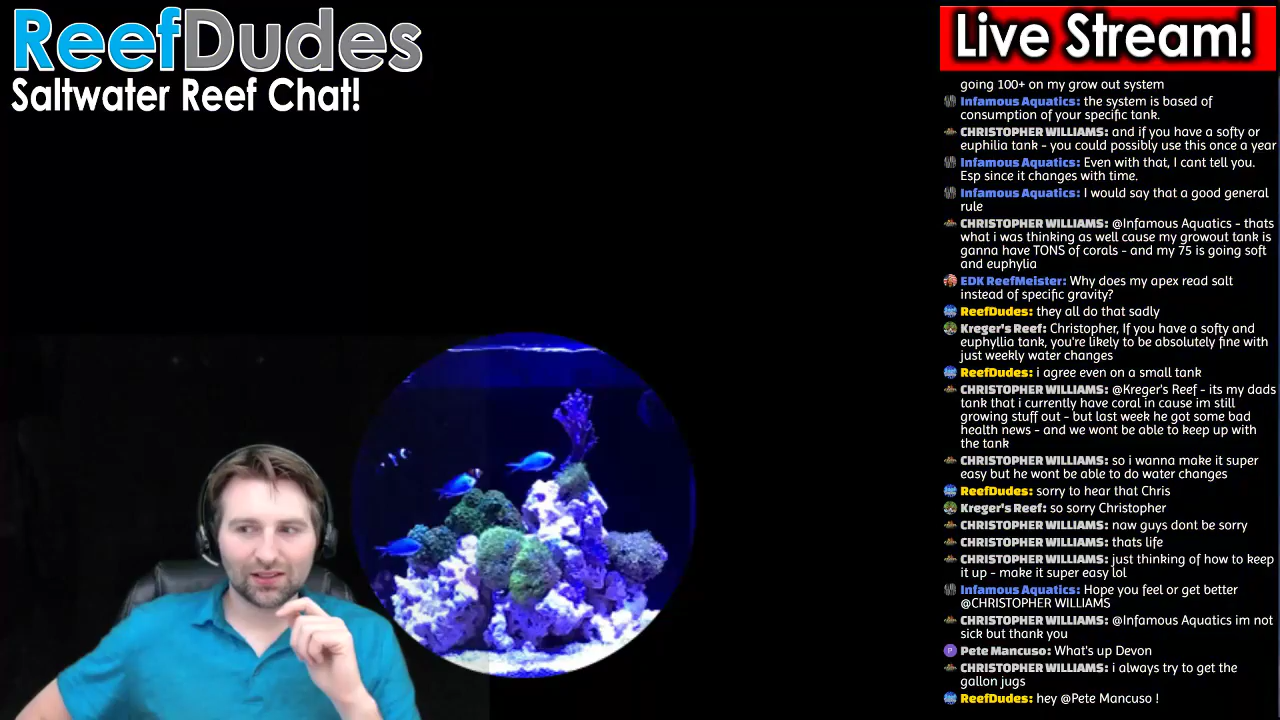 ReefDudes
Saltwater Reef Chat!
Live Stream!
going 100+ on my grow out system
Infamous Aquatics: the system is based of
consumption of your specific tank.
CHRISTOPHER WILLIAMS: and if you have a softy or
euphilia tank - you could possibly use this once a year
Infamous Aquatics: Even with that, I cant tell you.
Esp since it changes with time.
Infamous Aquatics: I would say that a good general
rule
CHRISTOPHER WILLIAMS: @Infamous Aquatics - thats
what i was thinking as well cause my growout tank is
ganna have TONS of corals - and my 75 is going soft
and euphylia
EDK ReefMeister: Why does my apex read salt
instead of specific gravity?
ReefDudes: they all do that sadly
Kreger's Reef: Christopher, If you have a softy and
euphyllia tank, you're likely to be absolutely fine with
just weekly water changes
ReefDudes: i agree even on a small tank
CHRISTOPHER WILLIAMS: @Kreger's Reef - its my dads
tank that i currently have coral in cause im still
growing stuff out - but last week he got some bad
health news - and we wont be able to keep up with
the tank
CHRISTOPHER WILLIAMS: so i wanna make it super
easy but he wont be able to do water changes
ReefDudes: sorry to hear that Chris
Kreger's Reef: so sorry Christopher
CHRISTOPHER WILLIAMS: naw guys dont be sorry
CHRISTOPHER WILLIAMS: thats life
CHRISTOPHER WILLIAMS: just thinking of how to keep
it up - make it super easy lol
Infamous Aquatics: Hope you feel or get better
@CHRISTOPHER WILLIAMS
CHRISTOPHER WILLIAMS: @Infamous Aquatics im not
sick but thank you
P Pete Mancuso: What's up Devon
CHRISTOPHER WILLIAMS: i always try to get the
gallon jugs
ReefDudes: hey @Pete Mancuso !